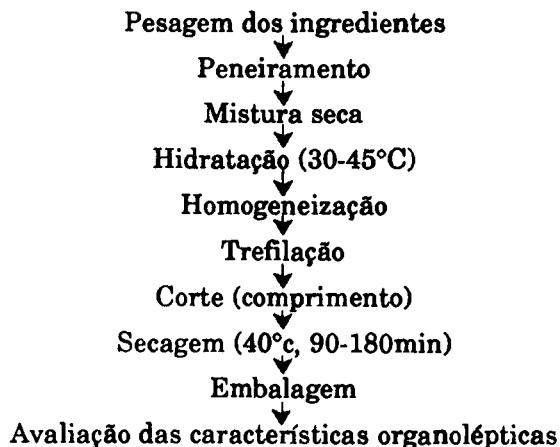 Pesagem dos ingredientes
Peneiramento
Mistura seca
Hidratação (30-45°C)
Homogeneização
Trefilação
Corte (comprimento)
Secagem (40°c, 90-180min)
Embalagem
Avaliação das características organolépticas